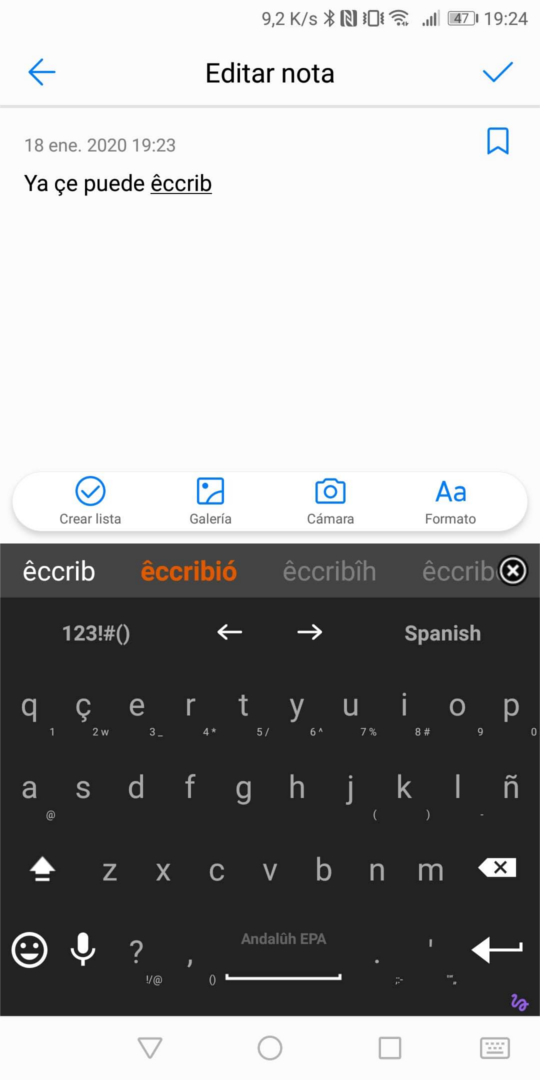 9,2 K/s 47 19:24
Editar nota
18 ene. 2020 19:23
Ya çe puede êccrib
Crear lista Galería Cámara Aa Formato
êccrib êccribió êccribîh êccrib
123!#() Spanish
q ç e r t y u i o p
1 2 w 3 _ 4 * 5 / 6 ^ 7 % 8 # 9 0
a s d f g h j k l ñ
@ ( ) -
z x c v b n m
? , Andalûh EPA . '
!/@ () ;:- "",,